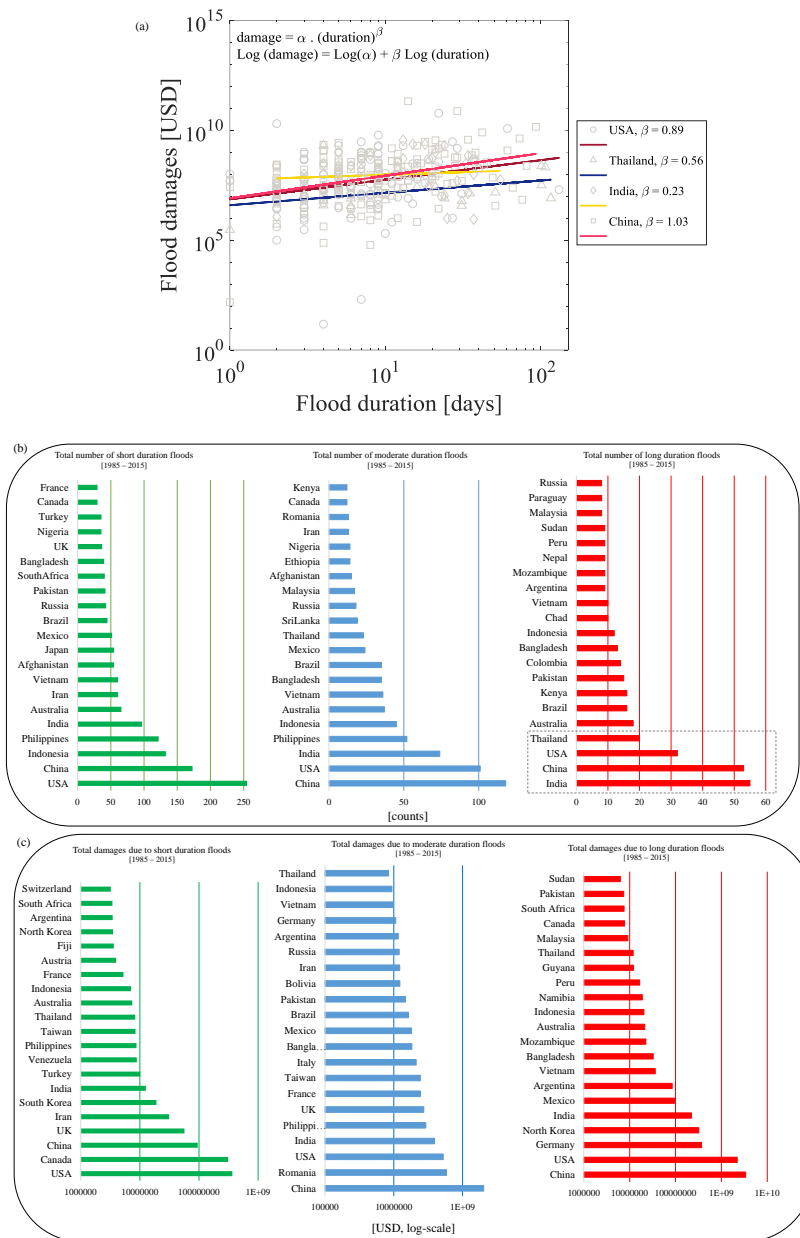 (a)
damage = α . (duration)^β
Log (damage) = Log(α) + β Log (duration)
10^15
10^10
10^5
10^0
Flood damages [USD]
10^0 10^1 10^2
Flood duration [days]
USA, β = 0.89
Thailand, β = 0.56
India, β = 0.23
China, β = 1.03
(b)
Total number of short duration floods
[1985 – 2015]
France
Canada
Turkey
Nigeria
UK
Bangladesh
SouthAfrica
Pakistan
Russia
Brazil
Mexico
Japan
Afghanistan
Vietnam
Iran
Australia
India
Philippines
Indonesia
China
USA
0 50 100 150 200 250
Total number of moderate duration floods
[1985 – 2015]
Kenya
Canada
Romania
Iran
Nigeria
Ethiopia
Afghanistan
Malaysia
Russia
SriLanka
Thailand
Mexico
Brazil
Bangladesh
Vietnam
Australia
Indonesia
Philippines
India
USA
China
0 50 100
[counts]
Total number of long duration floods
[1985 – 2015]
Russia
Paraguay
Malaysia
Sudan
Peru
Nepal
Mozambique
Argentina
Vietnam
Chad
Indonesia
Bangladesh
Colombia
Pakistan
Kenya
Brazil
Australia
Thailand
USA
China
India
0 10 20 30 40 50 60
(c)
Total damages due to short duration floods
[1985 – 2015]
Switzerland
South Africa
Argentina
North Korea
Fiji
Austria
France
Indonesia
Australia
Thailand
Taiwan
Philippines
Venezuela
Turkey
India
South Korea
Iran
UK
China
Canada
USA
1000000 10000000 100000000 1E+09
Total damages due to moderate duration floods
[1985 – 2015]
Thailand
Indonesia
Vietnam
Germany
Argentina
Russia
Iran
Bolivia
Pakistan
Brazil
Mexico
Bangla…
Italy
Taiwan
France
UK
Philippi…
India
USA
Romania
China
100000 10000000 1E+09
[USD, log-scale]
Total damages due to long duration floods
[1985 – 2015]
Sudan
Pakistan
South Africa
Canada
Malaysia
Thailand
Guyana
Peru
Namibia
Indonesia
Australia
Mozambique
Bangladesh
Vietnam
Argentina
Mexico
India
North Korea
Germany
USA
China
1000000 10000000 100000000 1E+09 1E+10